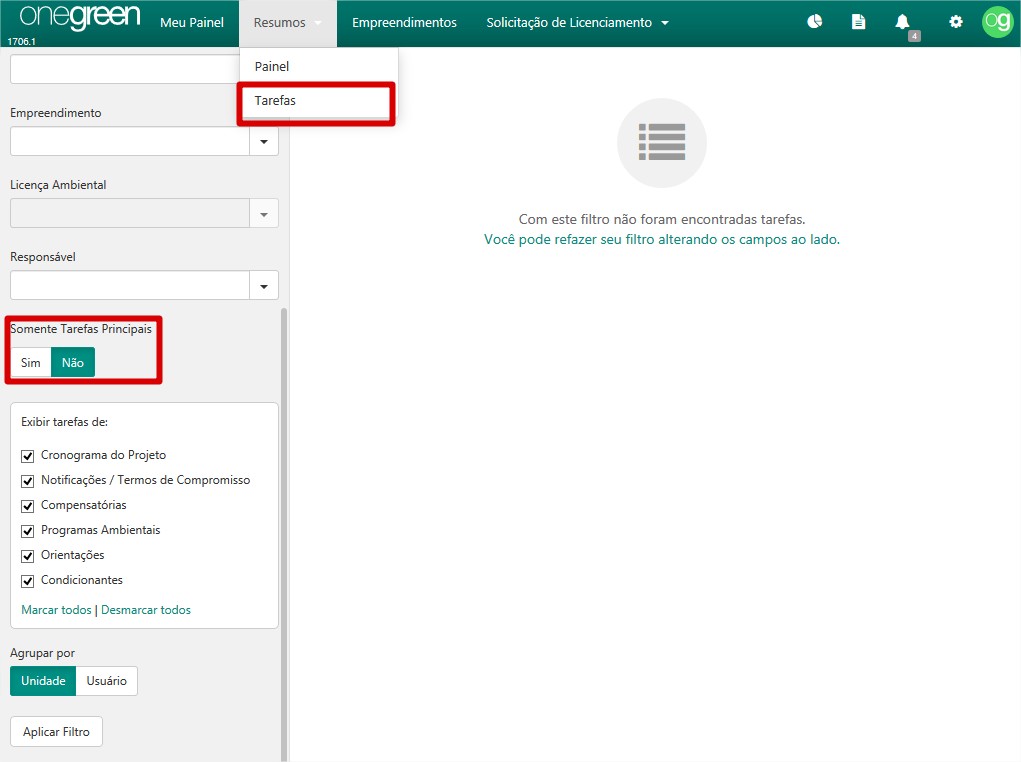 onegreen
1706.1
Meu Painel
Resumos
Empreendimentos
Solicitação de Licenciamento
4
og
Painel
Tarefas
Empreendimento
Licença Ambiental
Responsável
Somente Tarefas Principais
Sim
Não
Exibir tarefas de:
Cronograma do Projeto
Notificações / Termos de Compromisso
Compensatórias
Programas Ambientais
Orientações
Condicionantes
Marcar todos | Desmarcar todos
Agrupar por
Unidade
Usuário
Aplicar Filtro
Com este filtro não foram encontradas tarefas.
Você pode refazer seu filtro alterando os campos ao lado.